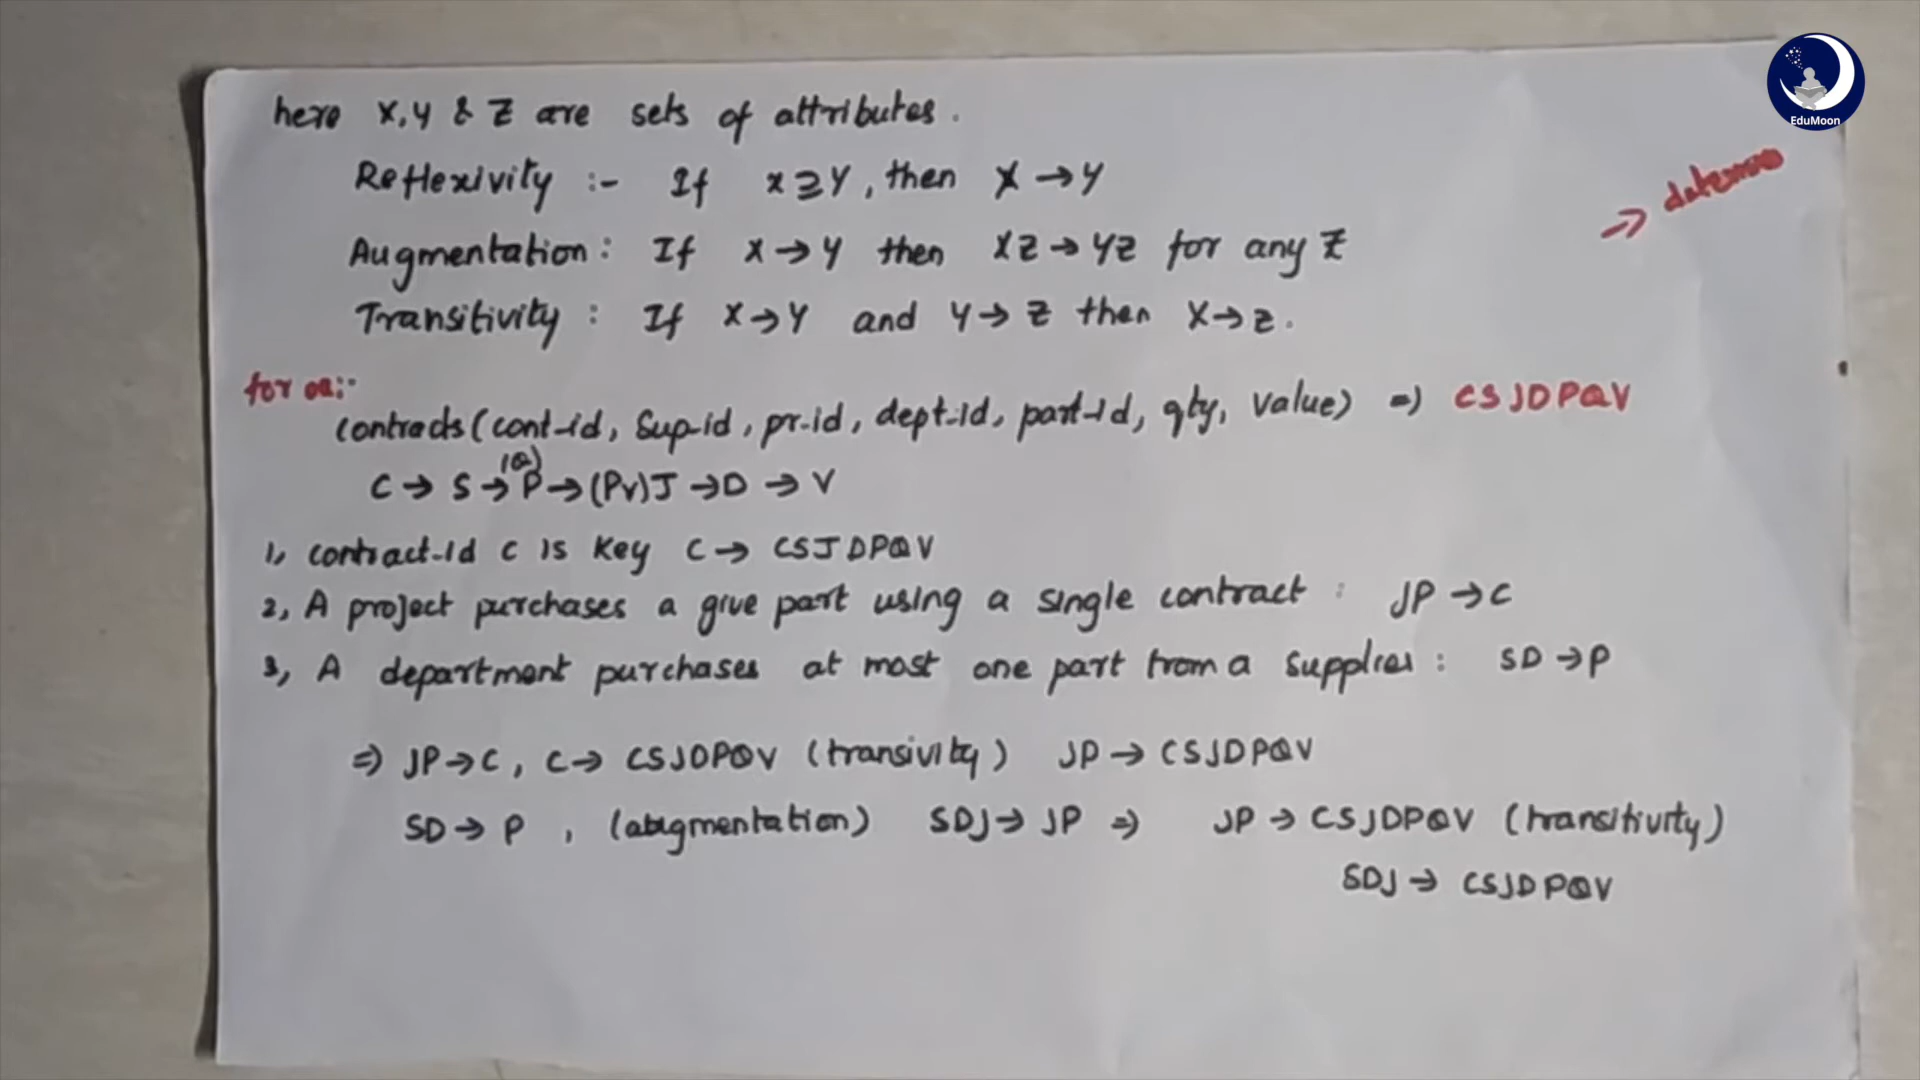 EduMoon
here X, Y & Z are sets of attributes.
Reflexivity :- If X ⊇ Y, then X → Y
Augmentation : If X → Y then XZ → YZ for any Z
Transitivity : If X → Y and Y → Z then X → Z.
for
contracts (cont-id, Sup-id, pr-id, dept-id, part-id, qty, value) ⇒ CSJDPQV
(Q)
C → S → P → (Pr)J → D → V
1, contract-id C is Key C → CSJDPQV
2, A project purchases a give part using a single contract : JP → C
3, A department purchases at most one part from a supplies : SD → P
⇒ JP → C, C → CSJDPQV (transivity) JP → CSJDPQV
SD → P , (augmentation) SDJ → JP ⇒ JP → CSJDPQV (transitivity)
SDJ → CSJDPQV